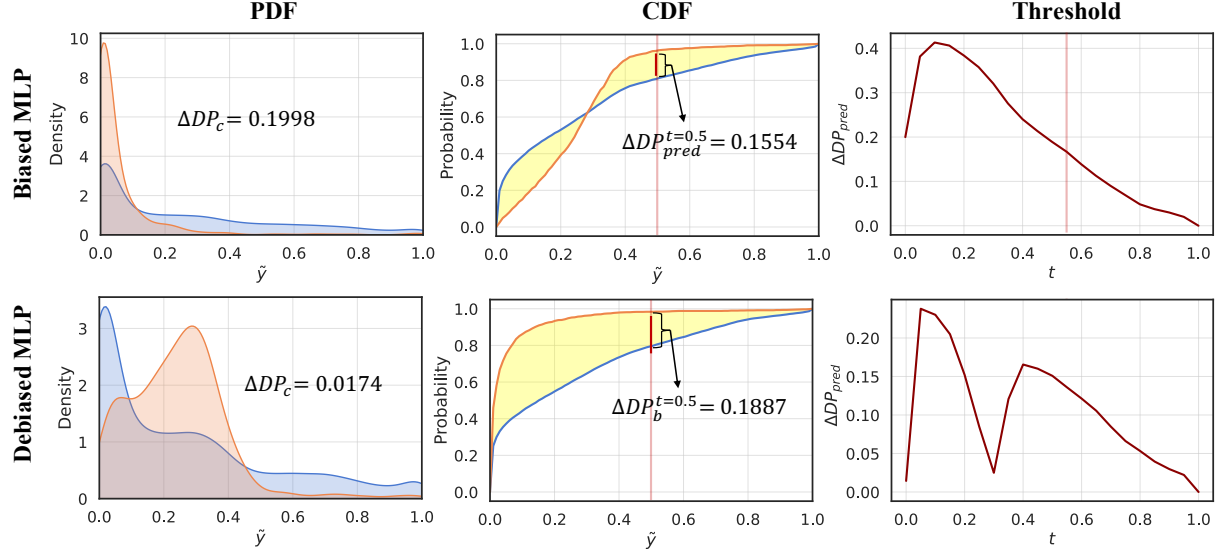 PDF
CDF
Threshold
Biased MLP
Density
10
8
6
4
2
0
ΔDP_c = 0.1998
0.0 0.2 0.4 0.6 0.8 1.0
ỹ
Probability
1.0
0.8
0.6
0.4
0.2
0.0
ΔDP_pred^{t=0.5} = 0.1554
0.0 0.2 0.4 0.6 0.8 1.0
ỹ
ΔDP_pred
0.4
0.3
0.2
0.1
0.0
0.0 0.2 0.4 0.6 0.8 1.0
t
Debiased MLP
Density
3
2
1
0
ΔDP_c = 0.0174
0.0 0.2 0.4 0.6 0.8 1.0
ỹ
Probability
1.0
0.8
0.6
0.4
0.2
0.0
ΔDP_b^{t=0.5} = 0.1887
0.0 0.2 0.4 0.6 0.8 1.0
ỹ
ΔDP_pred
0.20
0.15
0.10
0.05
0.00
0.0 0.2 0.4 0.6 0.8 1.0
t